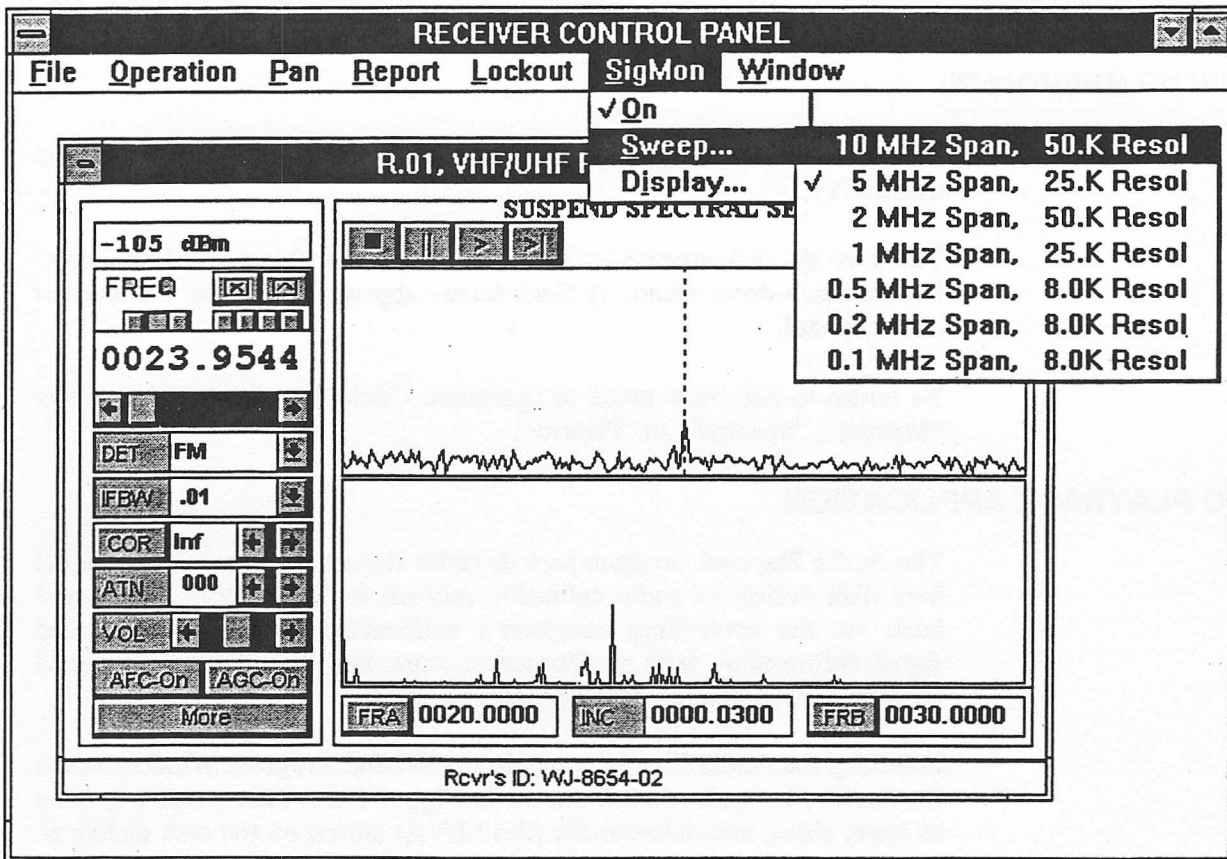 RECEIVER CONTROL PANEL
File Operation Pan Report Lockout SigMon Window
✓ On
Sweep...
Display...
10 MHz Span, 50.K Resol
✓ 5 MHz Span, 25.K Resol
2 MHz Span, 50.K Resol
1 MHz Span, 25.K Resol
0.5 MHz Span, 8.0K Resol
0.2 MHz Span, 8.0K Resol
0.1 MHz Span, 8.0K Resol
R.01, VHF/UHF
SUSPEND SPECTRAL SE
-105 dBm
FREQ
0023.9544
DET FM
IFBW .01
COR Inf
ATN 000
VOL
AFC-On AGC-On
More
FRA 0020.0000 INC 0000.0300 FRB 0030.0000
Rcvr's ID: WJ-8654-02